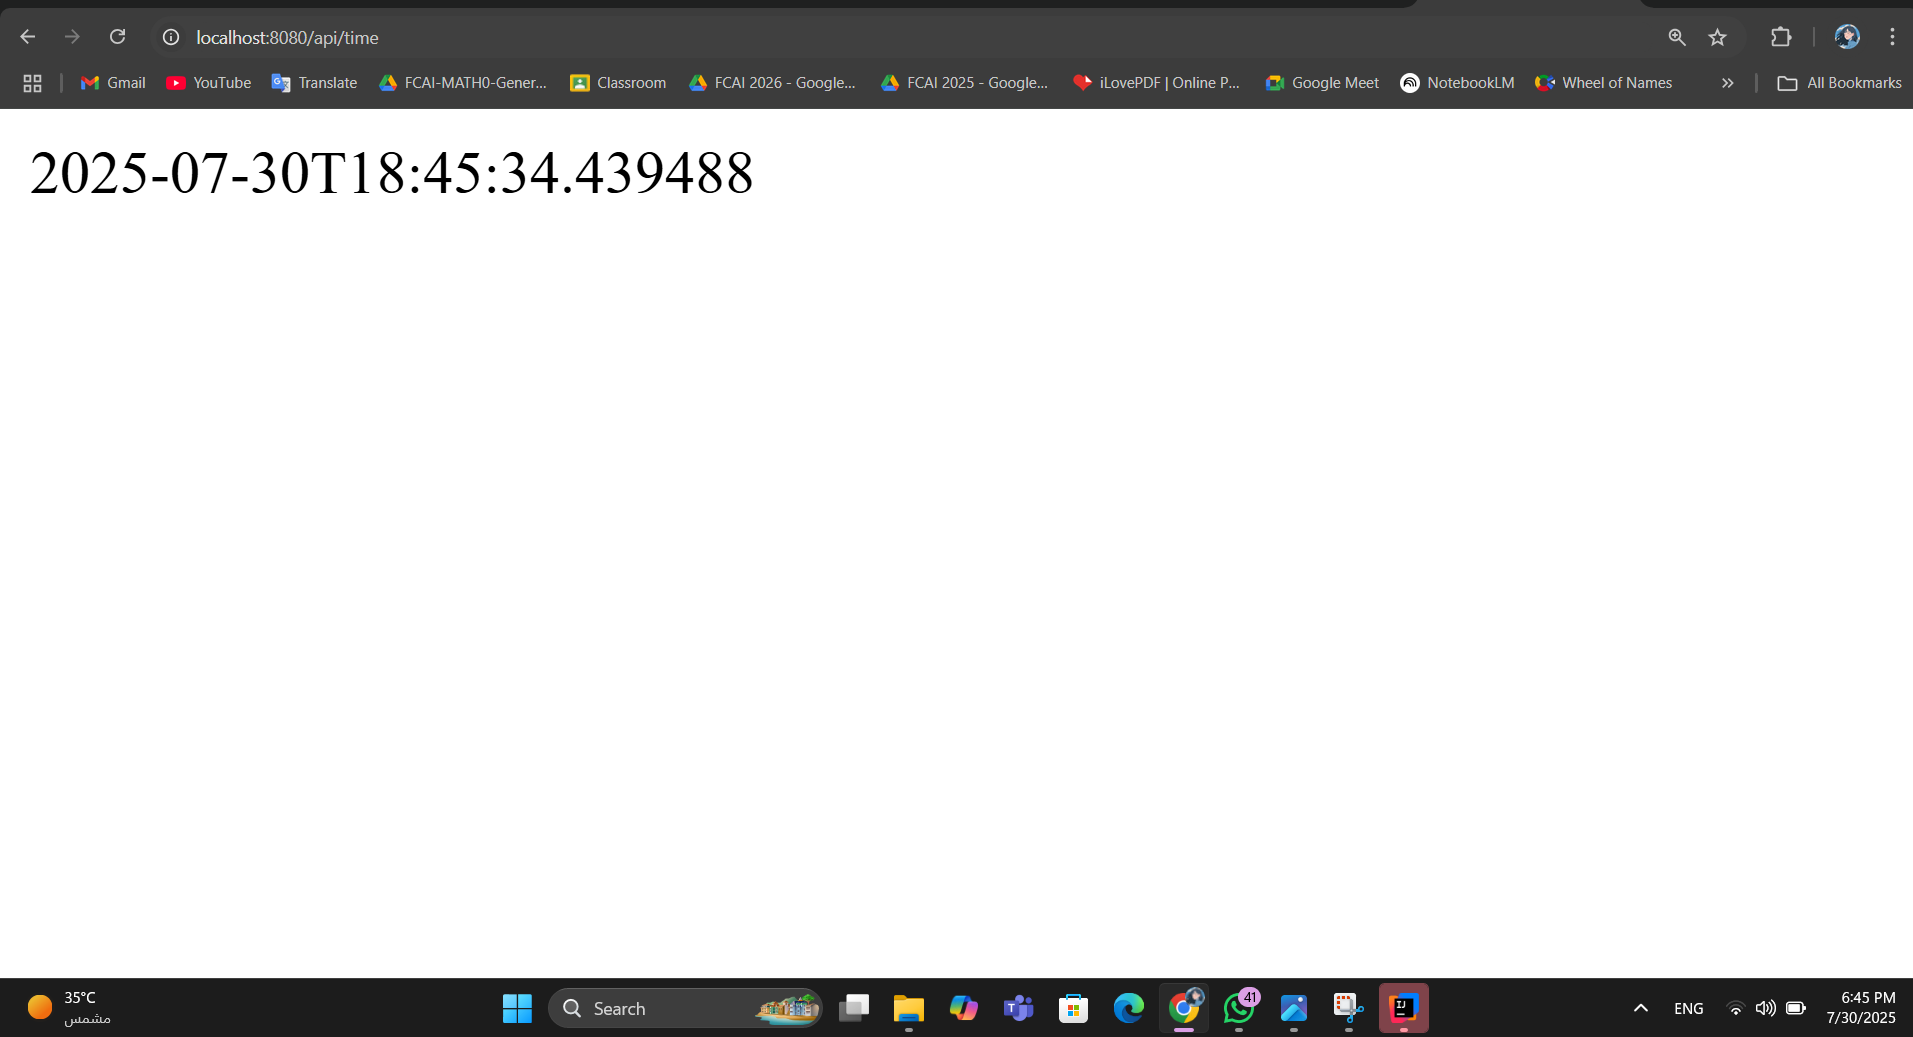 localhost:8080/api/time
Gmail
YouTube
Translate
FCAI-MATH0-Gener...
Classroom
FCAI 2026 - Google...
FCAI 2025 - Google...
iLovePDF | Online P...
Google Meet
NotebookLM
Wheel of Names
All Bookmarks
2025-07-30T18:45:34.439488
35°C
مشمس
Search
41
ENG
6:45 PM
7/30/2025